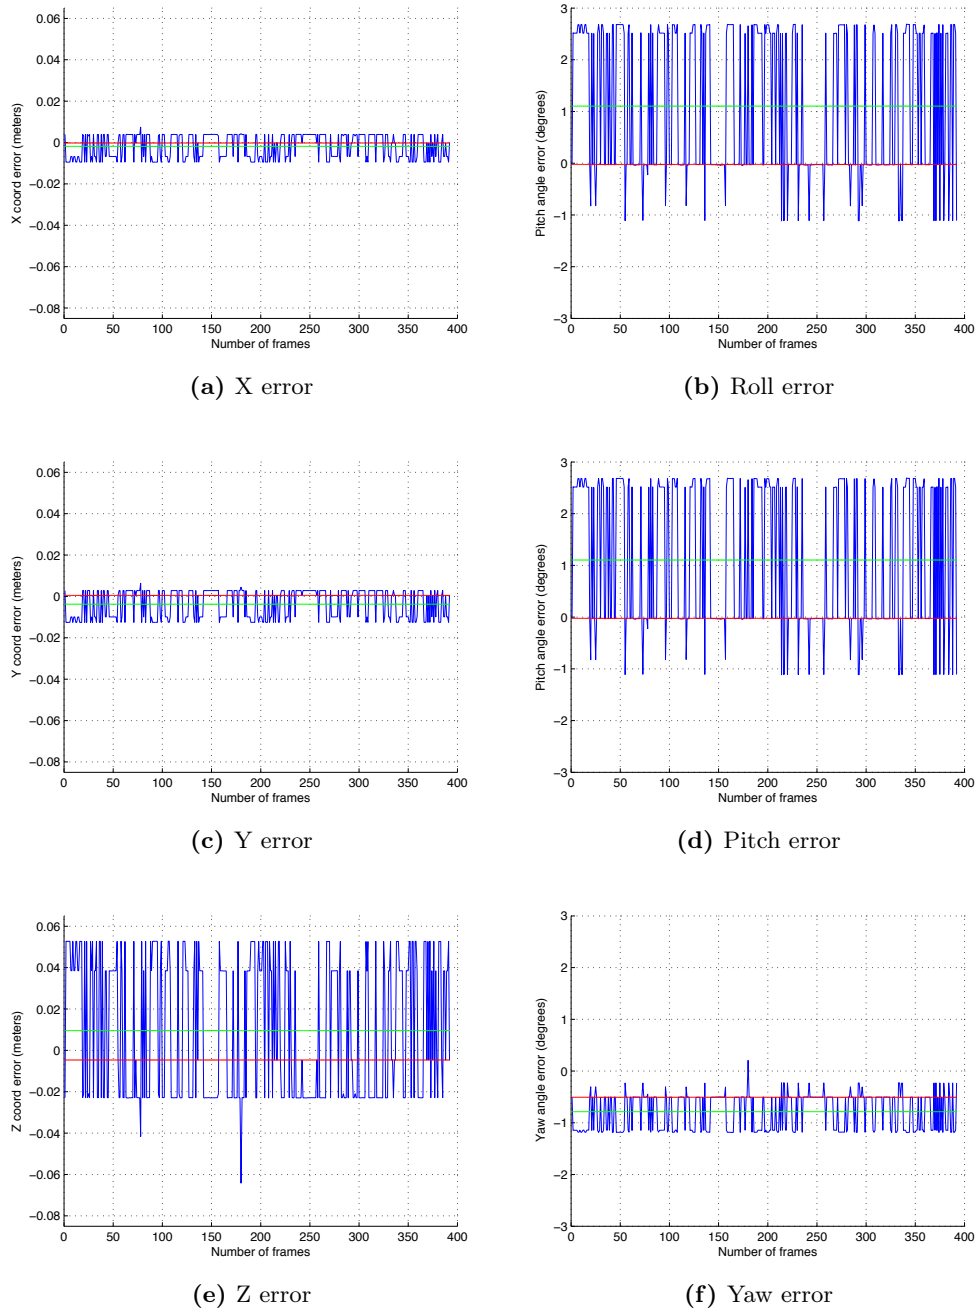 0.06
0.04
0.02
0
−0.02
−0.04
−0.06
−0.08
X coord error (meters)
0 50 100 150 200 250 300 350 400
Number of frames
(a) X error
3
2
1
0
−1
−2
−3
Pitch angle error (degrees)
0 50 100 150 200 250 300 350 400
Number of frames
(b) Roll error
0.06
0.04
0.02
0
−0.02
−0.04
−0.06
−0.08
Y coord error (meters)
0 50 100 150 200 250 300 350 400
Number of frames
(c) Y error
3
2
1
0
−1
−2
−3
Pitch angle error (degrees)
0 50 100 150 200 250 300 350 400
Number of frames
(d) Pitch error
0.06
0.04
0.02
0
−0.02
−0.04
−0.06
−0.08
Z coord error (meters)
0 50 100 150 200 250 300 350 400
Number of frames
(e) Z error
3
2
1
0
−1
−2
−3
Yaw angle error (degrees)
0 50 100 150 200 250 300 350 400
Number of frames
(f) Yaw error